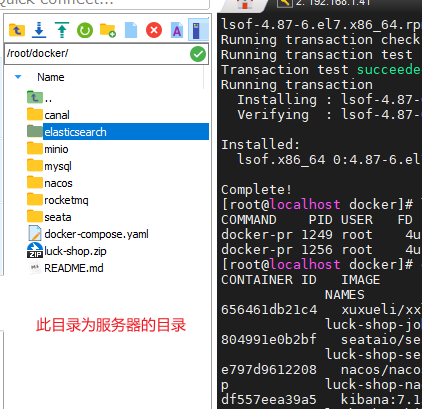 /root/docker/
Name
..
canal
elasticsearch
minio
mysql
nacos
rocketmq
seata
docker-compose.yaml
luck-shop.zip
README.md
此目录为服务器的目录
2. 192.168.1.41
lsof-4.87-6.el7.x86_64.rp
Running transaction check
Running transaction test
Transaction test succeede
Running transaction
Installing : lsof-4.87-
Verifying : lsof-4.87-
Installed:
lsof.x86_64 0:4.87-6.el
Complete!
[root@localhost docker]#
COMMAND PID USER FD
docker-pr 1249 root 4u
docker-pr 1256 root 4u
[root@localhost docker]#
CONTAINER ID IMAGE
NAMES
656461db21c4 xuxueli/xx
luck-shop-jo
804991e0b2bf seataio/se
luck-shop-se
e797d9612208 nacos/naco
p luck-shop-na
df557eea39a5 kibana:7.1